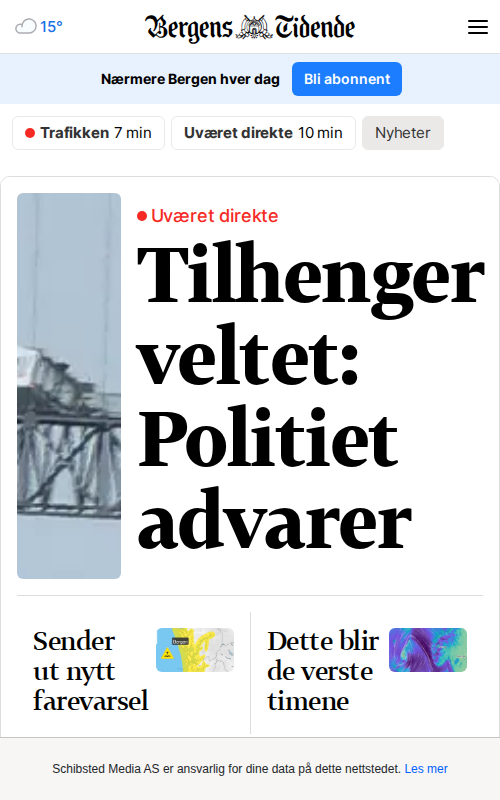 15°
Bergens Tidende
Nærmere Bergen hver dag
Bli abonnent
Trafikken 7 min
Uværet direkte 10 min
Nyheter
Uværet direkte
Tilhenger
veltet:
Politiet
advarer
Sender
ut nytt
farevarsel
Bergen
Dette blir
de verste
timene
Schibsted Media AS er ansvarlig for dine data på dette nettstedet. Les mer